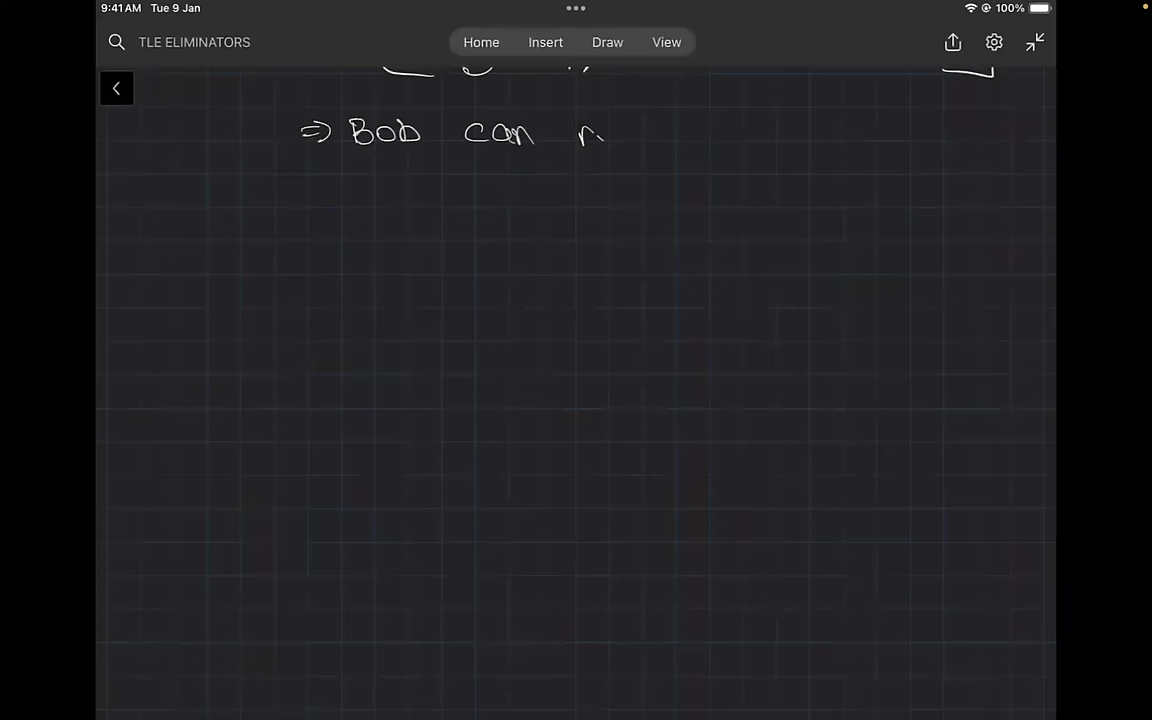 9:41 AM Tue 9 Jan 100%
TLE ELIMINATORS Home Insert Draw View
⇒ Bob can